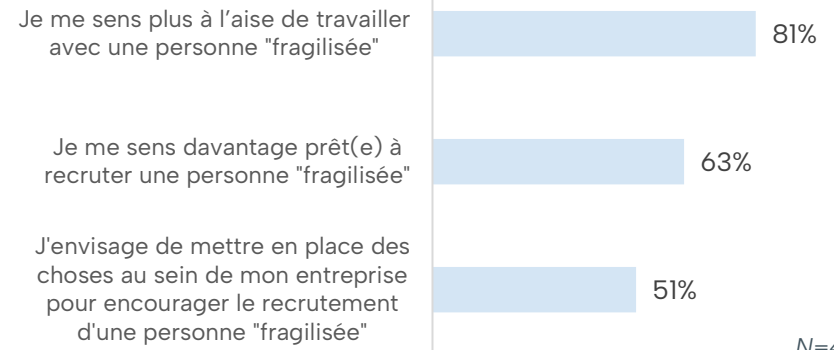 Je me sens plus à l’aise de travailler
avec une personne "fragilisée"
81%
Je me sens davantage prêt(e) à
recruter une personne "fragilisée"
63%
J'envisage de mettre en place des
choses au sein de mon entreprise
pour encourager le recrutement
d'une personne "fragilisée"
51%